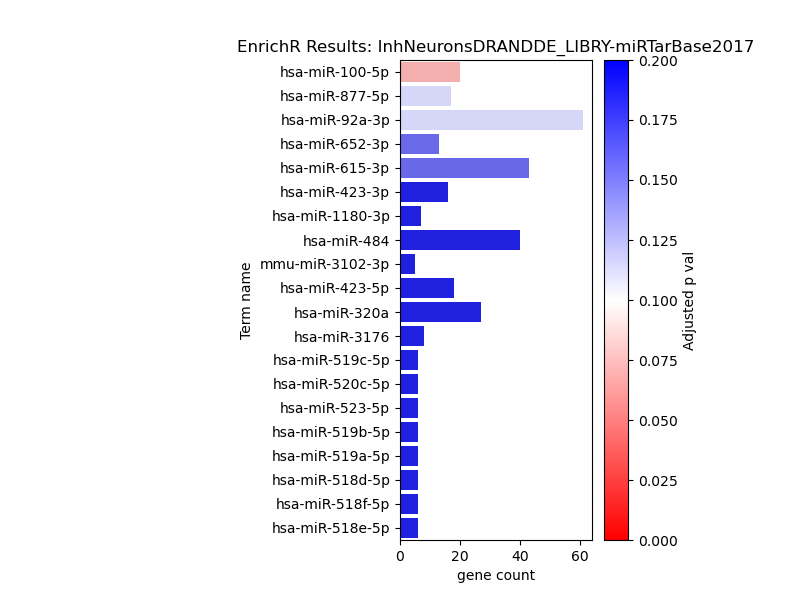 EnrichR Results: InhNeuronsDRANDDE_LIBRY-miRTarBase2017
Term name
hsa-miR-100-5p
hsa-miR-877-5p
hsa-miR-92a-3p
hsa-miR-652-3p
hsa-miR-615-3p
hsa-miR-423-3p
hsa-miR-1180-3p
hsa-miR-484
mmu-miR-3102-3p
hsa-miR-423-5p
hsa-miR-320a
hsa-miR-3176
hsa-miR-519c-5p
hsa-miR-520c-5p
hsa-miR-523-5p
hsa-miR-519b-5p
hsa-miR-519a-5p
hsa-miR-518d-5p
hsa-miR-518f-5p
hsa-miR-518e-5p
0 20 40 60
gene count
0.200
0.175
0.150
0.125
0.100
0.075
0.050
0.025
0.000
Adjusted p val